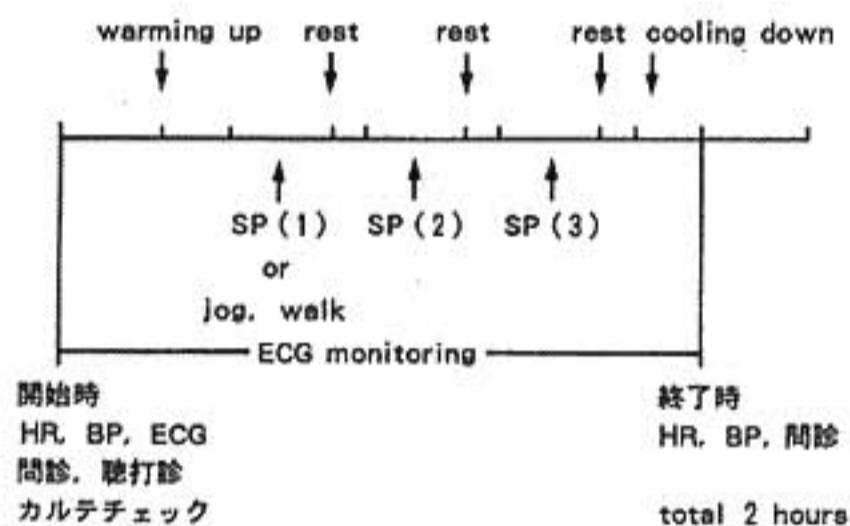 warming up rest rest rest cooling down
SP(1) SP(2) SP(3)
or
jog. walk
ECG monitoring
開始時
HR. BP, ECG
問診, 聴打診
カルテチェック
終了時
HR. BP, 問診
total 2 hours